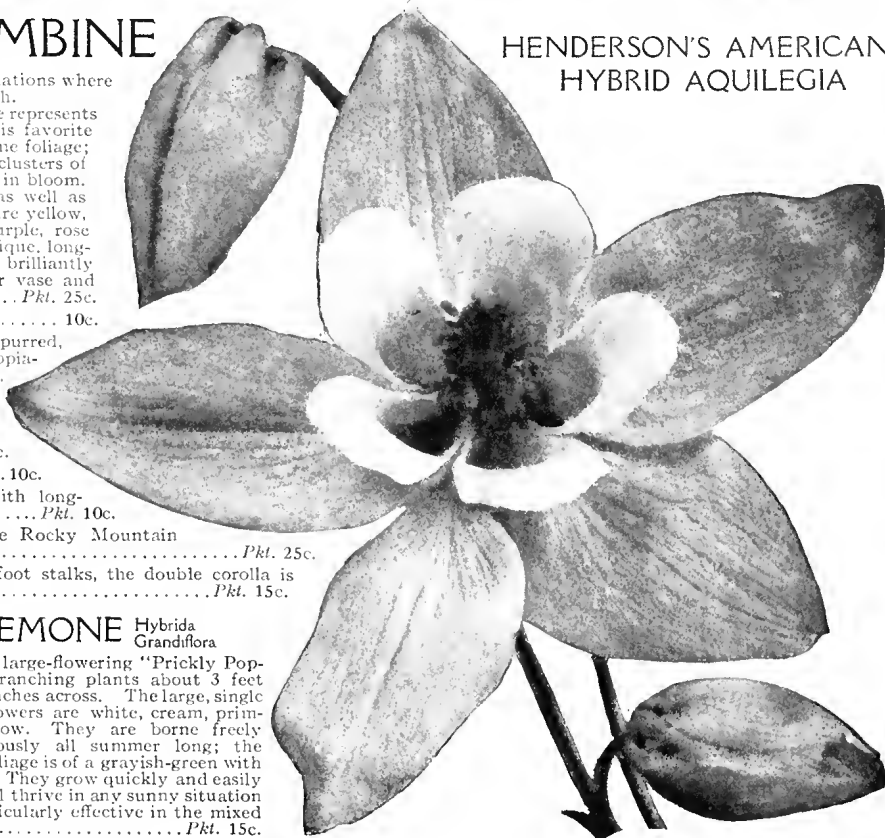 MBINE
ations where
h.
e represents
is favorite
ne foliage;
clusters of
in bloom.
as well as
re yellow,
urple, rose
ique, long-
brilliantly
r vase and
..Pkt. 25c.
...... 10c.
purred,
opia-
c.
. 10c.
ith long-
....Pkt. 10c.
e Rocky Mountain
........................Pkt. 25c.
foot stalks, the double corolla is
.....................Pkt. 15c.
HENDERSON'S AMERICAN
HYBRID AQUILEGIA
EMONE Hybrida
Grandiflora
large-flowering "Prickly Pop-
ranching plants about 3 feet
nches across. The large, single
owers are white, cream, prim-
ow. They are borne freely
ously all summer long; the
liage is of a grayish-green with
They grow quickly and easily
l thrive in any sunny situation
icularly effective in the mixed
..................Pkt. 15c.